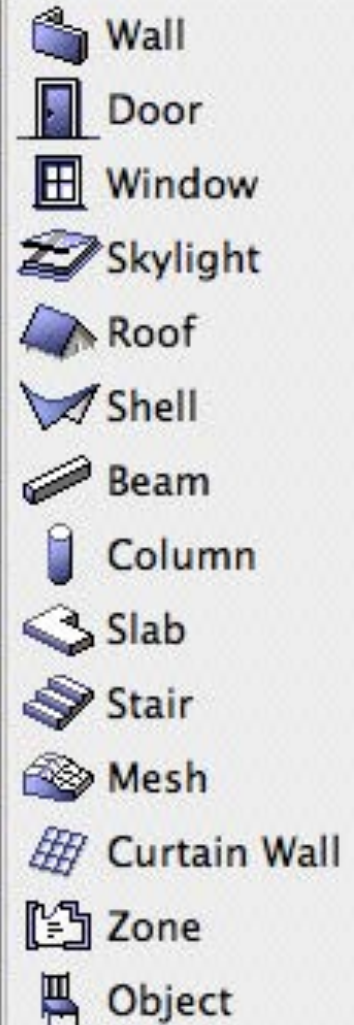 Wall
Door
Window
Skylight
Roof
Shell
Beam
Column
Slab
Stair
Mesh
Curtain Wall
Zone
Object